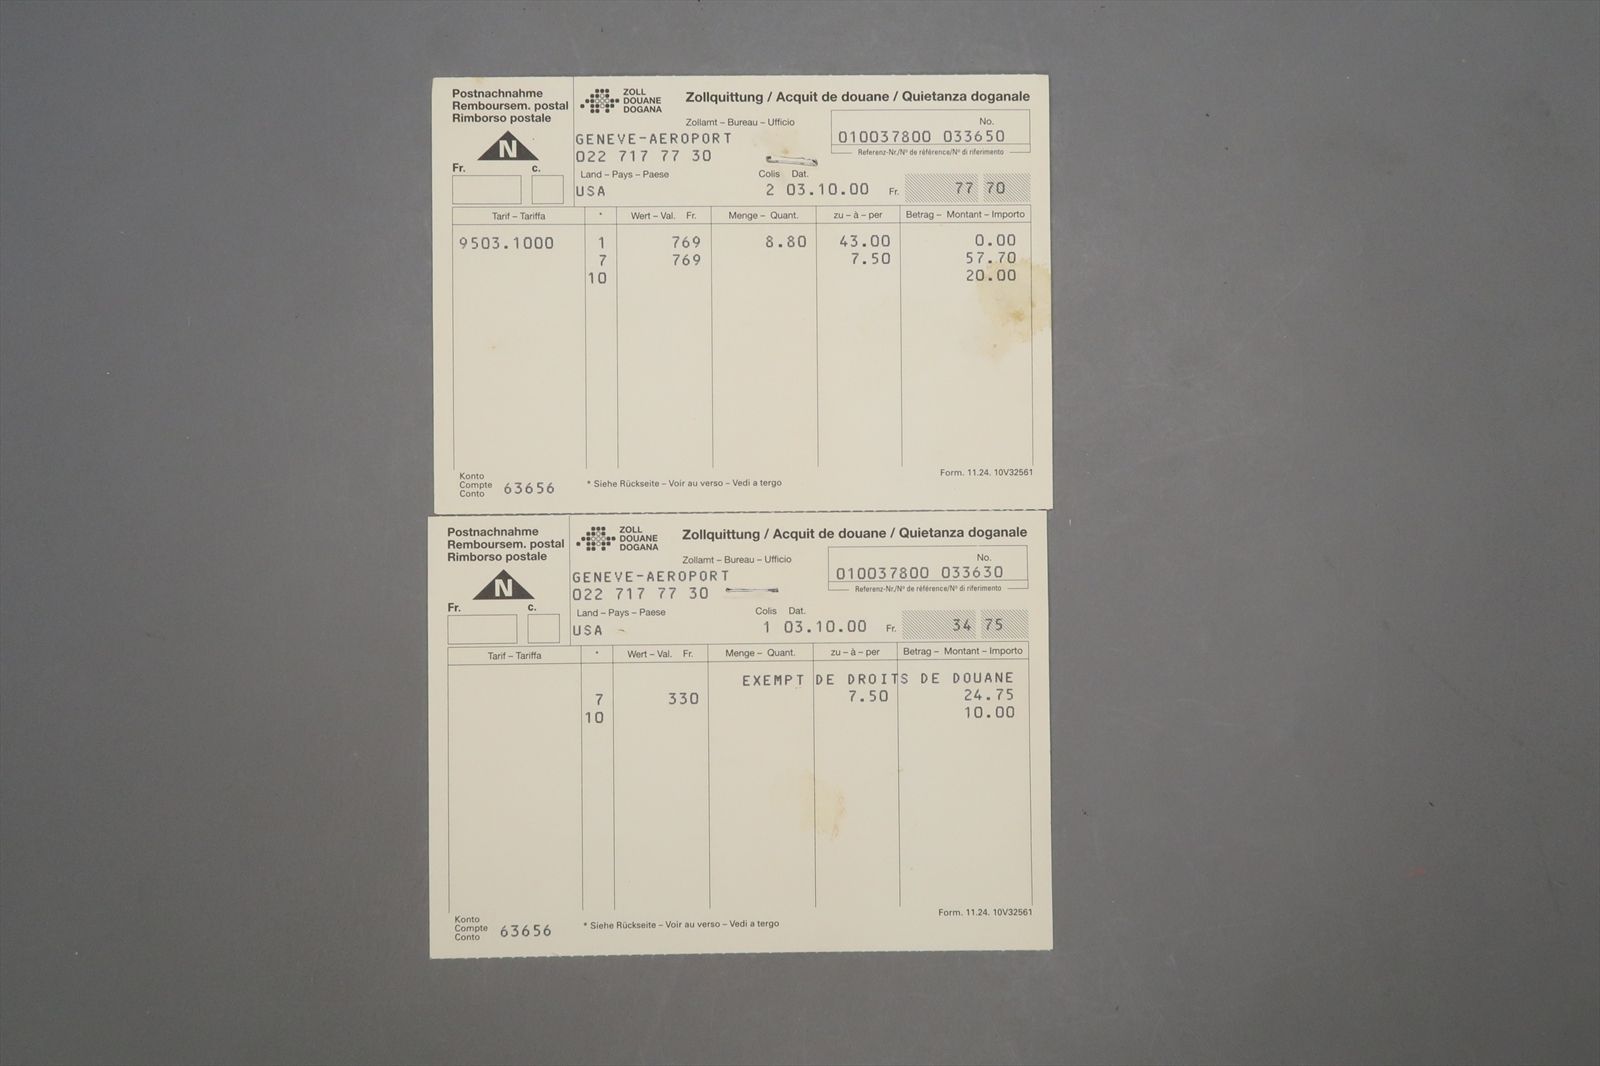 Postnachnahme
Remboursem. postal
Rimborso postale
N
Fr. c.
ZOLL
DOUANE
DOGANA
Zollquittung / Acquit de douane / Quietanza doganale
Zollamt – Bureau – Ufficio
No.
GENEVE-AEROPORT
010037800 033650
022 717 77 30
Referenz-Nr./N° de référence/N° di riferimento
Land – Pays – Paese Colis Dat.
USA 2 03.10.00 Fr. 77 70
Tarif – Tariffa * Wert – Val. Fr. Menge – Quant. zu – à – per Betrag – Montant – Importo
9503.1000 1 769 8.80 43.00 0.00
7 769 7.50 57.70
10 20.00
Konto
Compte
Conto
63656
* Siehe Rückseite – Voir au verso – Vedi a tergo
Form. 11.24. 10V32561
Postnachnahme
Remboursem. postal
Rimborso postale
N
Fr. c.
ZOLL
DOUANE
DOGANA
Zollquittung / Acquit de douane / Quietanza doganale
Zollamt – Bureau – Ufficio
No.
GENEVE-AEROPORT
010037800 033630
022 717 77 30
Referenz-Nr./N° de référence/N° di riferimento
Land – Pays – Paese Colis Dat.
USA 1 03.10.00 Fr. 34 75
Tarif – Tariffa * Wert – Val. Fr. Menge – Quant. zu – à – per Betrag – Montant – Importo
EXEMPT DE DROITS DE DOUANE
7 330 7.50 24.75
10 10.00
Konto
Compte
Conto
63656
* Siehe Rückseite – Voir au verso – Vedi a tergo
Form. 11.24. 10V32561